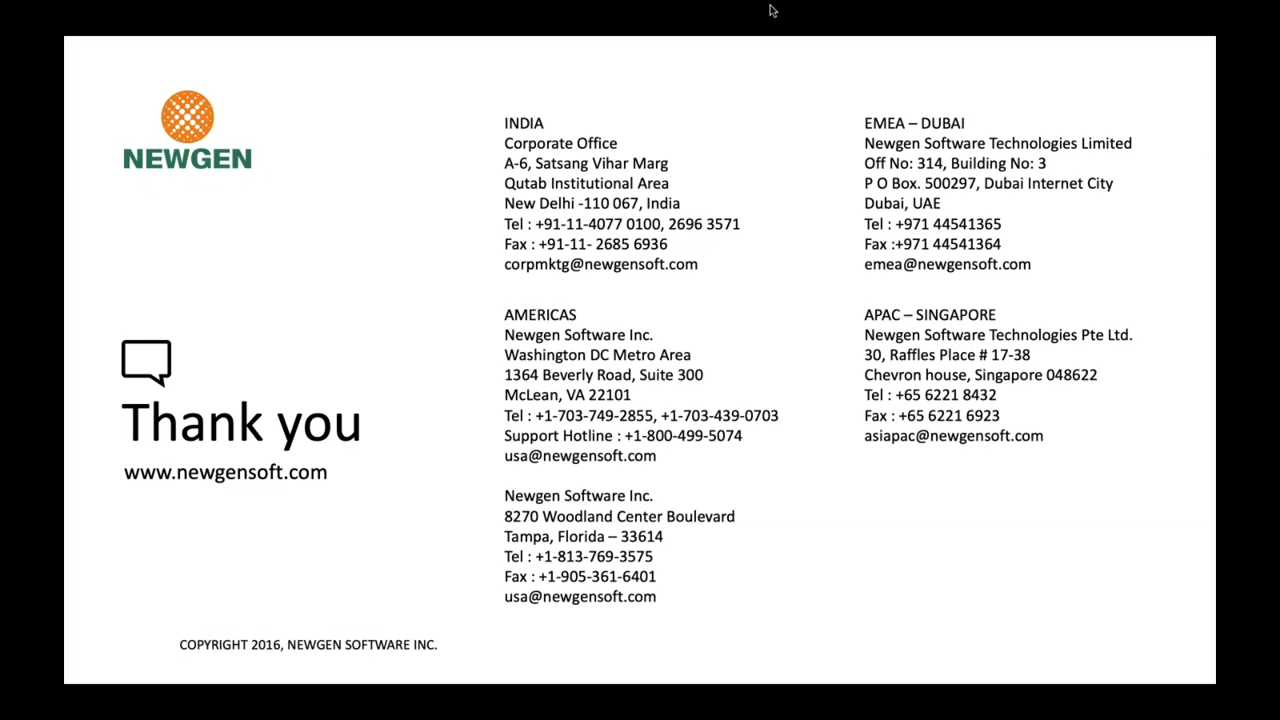 NEWGEN
Thank you
www.newgensoft.com
INDIA
Corporate Office
A-6, Satsang Vihar Marg
Qutab Institutional Area
New Delhi -110 067, India
Tel : +91-11-4077 0100, 2696 3571
Fax : +91-11- 2685 6936
corpmktg@newgensoft.com
AMERICAS
Newgen Software Inc.
Washington DC Metro Area
1364 Beverly Road, Suite 300
McLean, VA 22101
Tel : +1-703-749-2855, +1-703-439-0703
Support Hotline : +1-800-499-5074
usa@newgensoft.com
Newgen Software Inc.
8270 Woodland Center Boulevard
Tampa, Florida – 33614
Tel : +1-813-769-3575
Fax : +1-905-361-6401
usa@newgensoft.com
EMEA – DUBAI
Newgen Software Technologies Limited
Off No: 314, Building No: 3
P O Box. 500297, Dubai Internet City
Dubai, UAE
Tel : +971 44541365
Fax :+971 44541364
emea@newgensoft.com
APAC – SINGAPORE
Newgen Software Technologies Pte Ltd.
30, Raffles Place # 17-38
Chevron house, Singapore 048622
Tel : +65 6221 8432
Fax : +65 6221 6923
asiapac@newgensoft.com
COPYRIGHT 2016, NEWGEN SOFTWARE INC.